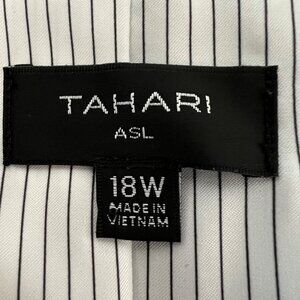 TAHARI
ASL
18W
MADE IN
VIETNAM